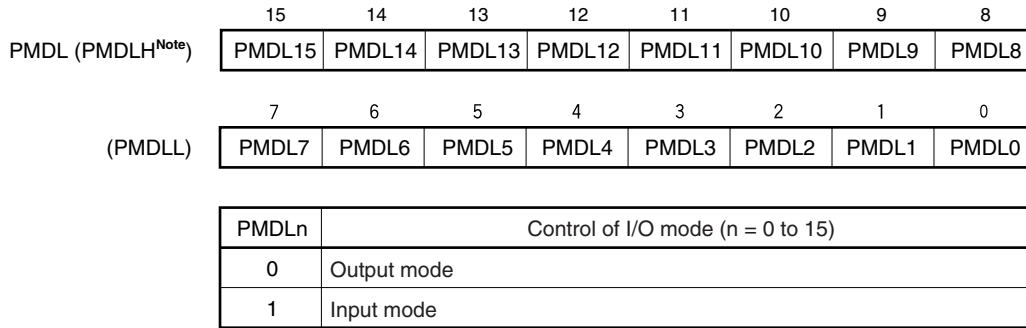 15 14 13 12 11 10 9 8
PMDL (PMDLHNote) PMDL15 PMDL14 PMDL13 PMDL12 PMDL11 PMDL10 PMDL9 PMDL8
7 6 5 4 3 2 1 0
(PMDLL) PMDL7 PMDL6 PMDL5 PMDL4 PMDL3 PMDL2 PMDL1 PMDL0
PMDLn Control of I/O mode (n = 0 to 15)
0 Output mode
1 Input mode